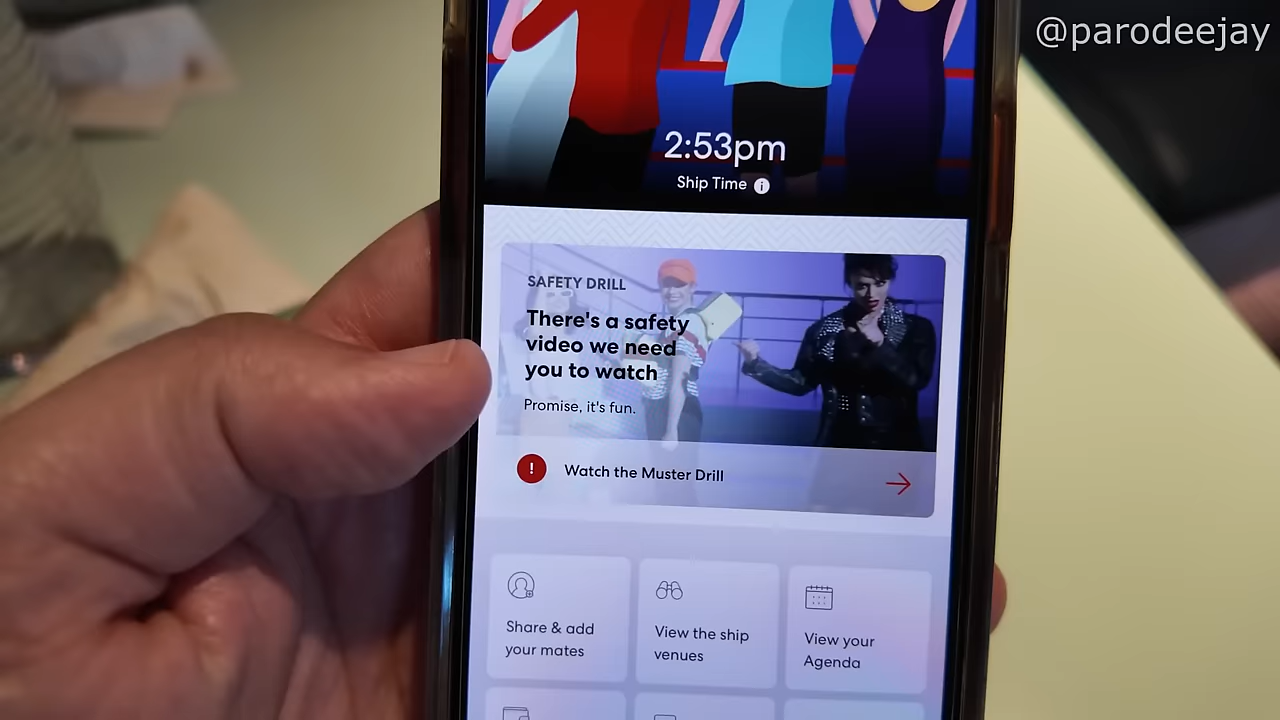 @parodeejay
2:53pm
Ship Time i
SAFETY DRILL
There's a safety
video we need
you to watch
Promise, it's fun.
! Watch the Muster Drill
Share & add
your mates
View the ship
venues
View your
Agenda